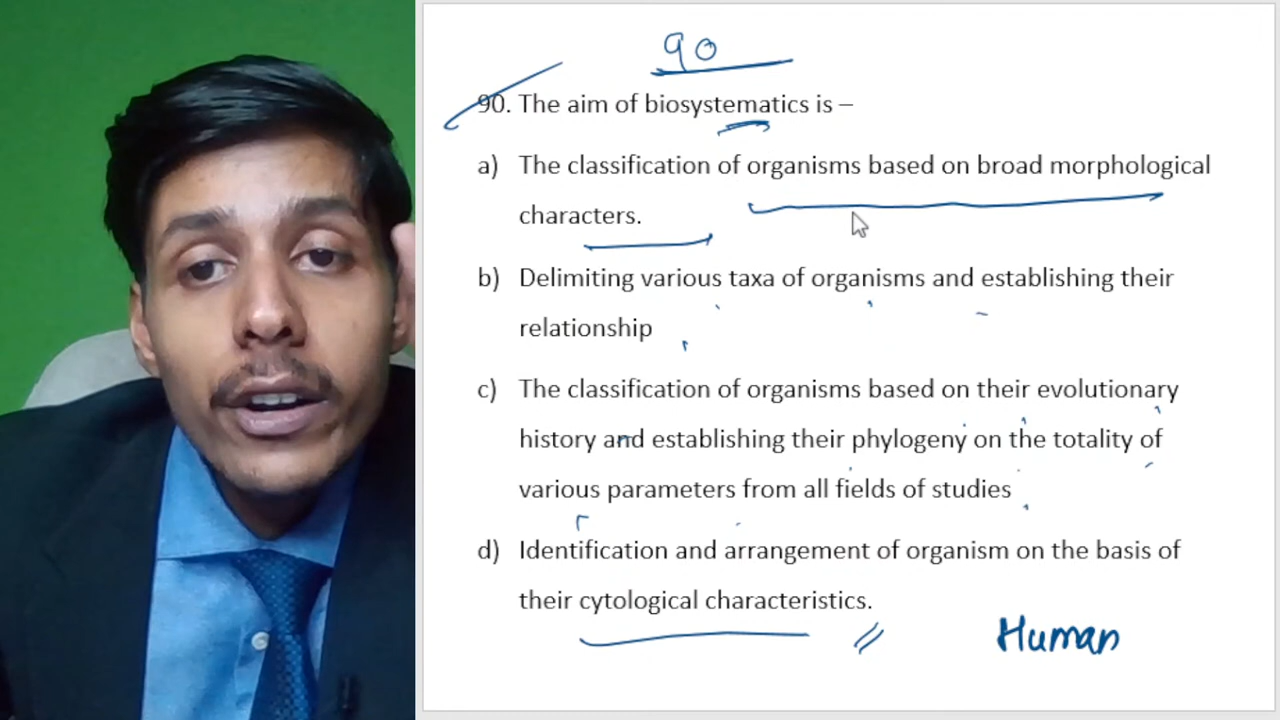 90
90. The aim of biosystematics is –
a) The classification of organisms based on broad morphological
characters.
b) Delimiting various taxa of organisms and establishing their
relationship
c) The classification of organisms based on their evolutionary
history and establishing their phylogeny on the totality of
various parameters from all fields of studies
d) Identification and arrangement of organism on the basis of
their cytological characteristics.
Human